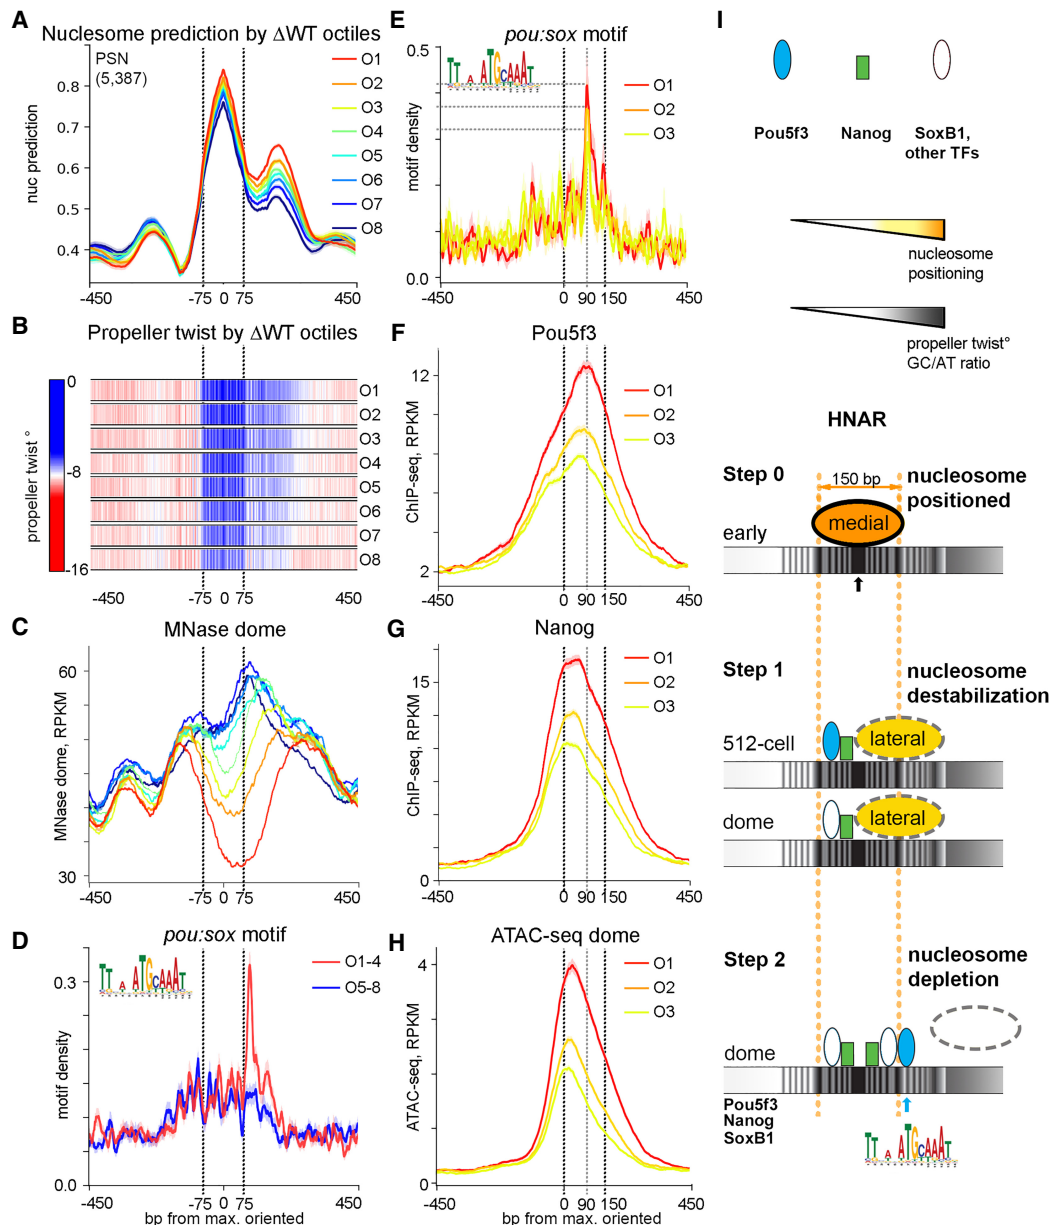 A
Nuclesome prediction by ΔWT octiles
PSN
(5,387)
nuc prediction
0.8
0.7
0.6
0.5
0.4
O1
O2
O3
O4
O5
O6
O7
O8
-450
-75
0
75
450
B
Propeller twist by ΔWT octiles
propeller twist °
0
-8
-16
O1
O2
O3
O4
O5
O6
O7
O8
-450
-75
0
75
450
C
MNase dome
MNase dome, RPKM
60
30
-450
-75
0
75
450
D
pou:sox motif
motif density
0.3
0.0
O1-4
O5-8
-450
-75
0
75
450
bp from max. oriented
E
pou:sox motif
motif density
0.5
0.0
O1
O2
O3
-450
0
90
150
450
F
Pou5f3
ChIP-seq, RPKM
12
2
O1
O2
O3
-450
0
90
150
450
G
Nanog
ChIP-seq, RPKM
15
0
O1
O2
O3
-450
0
90
150
450
H
ATAC-seq dome
ATAC-seq, RPKM
4
0
O1
O2
O3
-450
0
150
450
bp from max. oriented
I
Pou5f3
Nanog
SoxB1,
other TFs
nucleosome
positioning
propeller twist°
GC/AT ratio
HNAR
Step 0
150 bp
nucleosome
positioned
early
medial
Step 1
nucleosome
destabilization
512-cell
lateral
dome
lateral
Step 2
nucleosome
depletion
dome
Pou5f3
Nanog
SoxB1